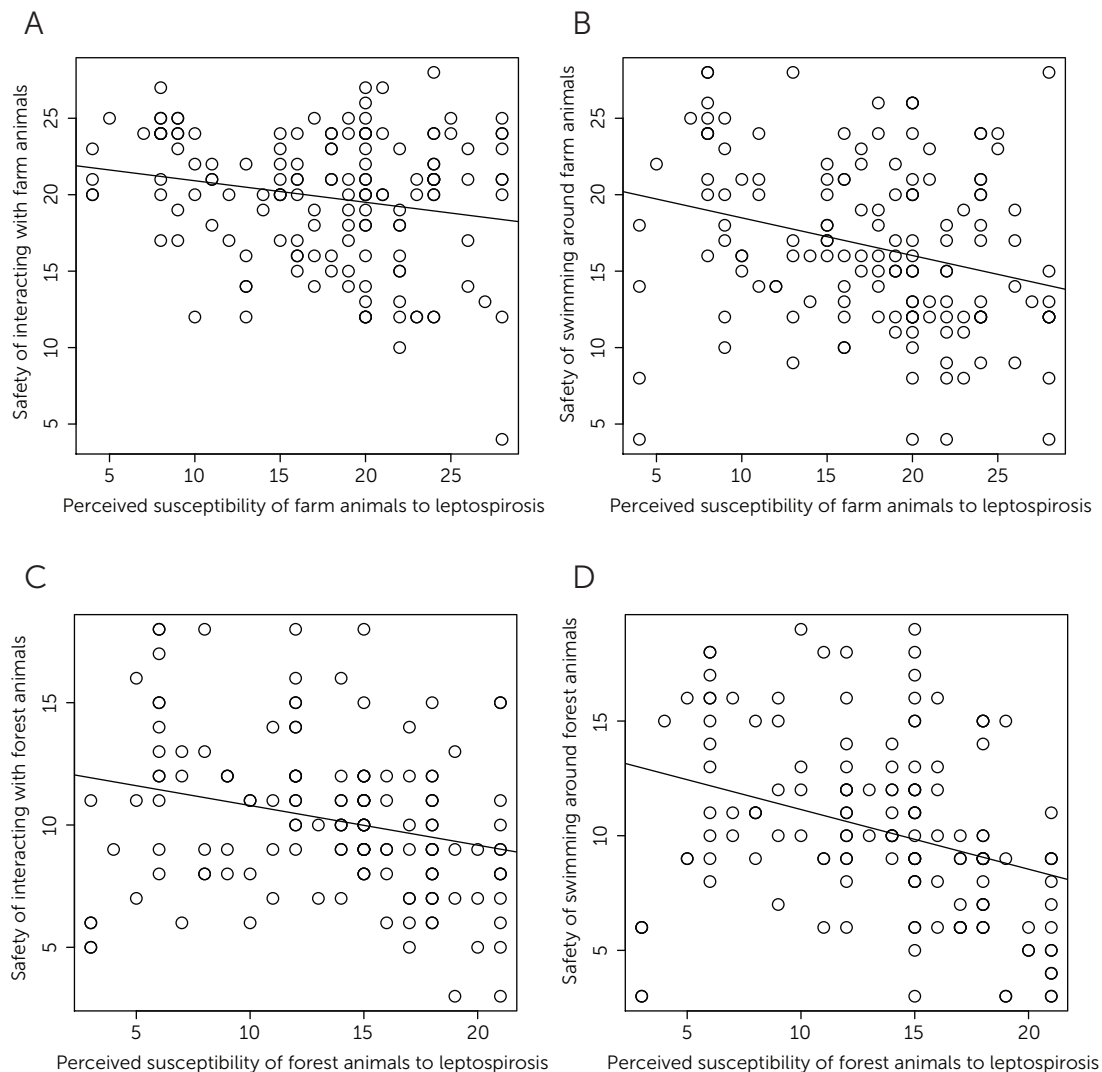 A
B
Safety of interacting with farm animals
25
20
15
10
5
5 10 15 20 25
Perceived susceptibility of farm animals to leptospirosis
Safety of swimming around farm animals
25
20
15
10
5
5 10 15 20 25
Perceived susceptibility of farm animals to leptospirosis
C
D
Safety of interacting with forest animals
15
10
5
5 10 15 20
Perceived susceptibility of forest animals to leptospirosis
Safety of swimming around forest animals
15
10
5
5 10 15 20
Perceived susceptibility of forest animals to leptospirosis